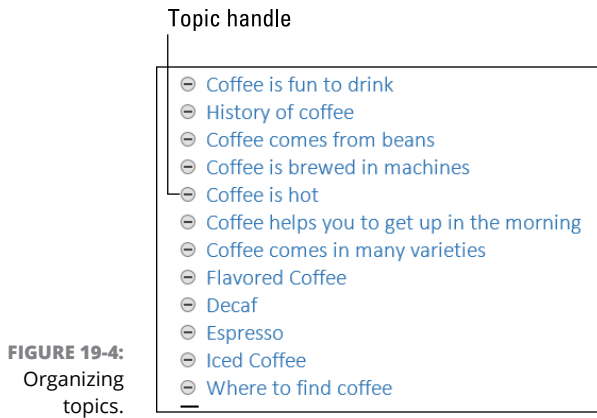 Topic handle
Coffee is fun to drink
History of coffee
Coffee comes from beans
Coffee is brewed in machines
Coffee is hot
Coffee helps you to get up in the morning
Coffee comes in many varieties
Flavored Coffee
Decaf
Espresso
Iced Coffee
Where to find coffee
FIGURE 19-4:
Organizing
topics.